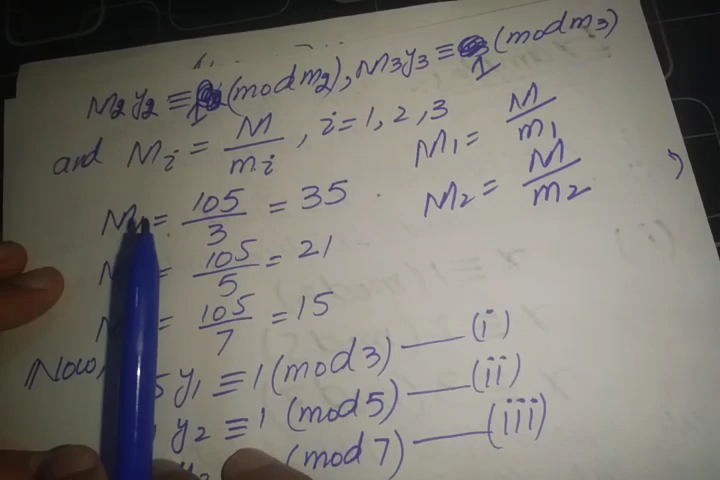 M₂y₂ ≡ 1 (mod m₂), M₃y₃ ≡ 1 (mod m₃)
and Mᵢ = M/mᵢ , i = 1, 2, 3 M₁ = M/m₁
M₁ = 105/3 = 35 M₂ = M/m₂
= 105/5 = 21
= 105/7 = 15
Now,
5 y₁ ≡ 1 (mod 3) — (i)
y₂ ≡ 1 (mod 5) — (ii)
(mod 7) — (iii)